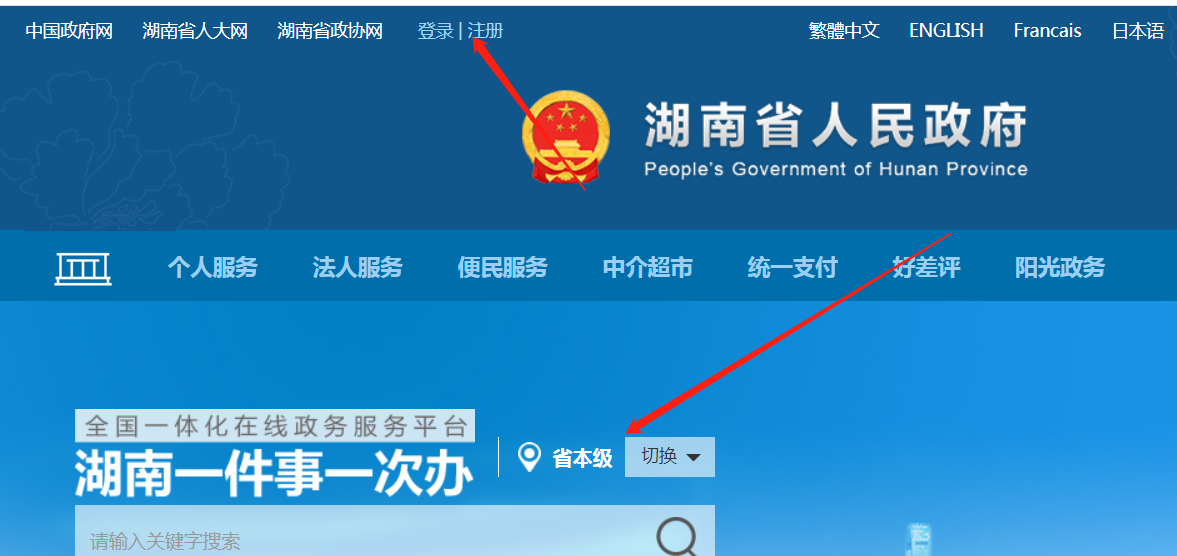 中国政府网 湖南省人大网 湖南省政协网 登录 | 注册 繁體中文 ENGLISH Francais 日本语
湖南省人民政府
People's Government of Hunan Province
个人服务 法人服务 便民服务 中介超市 统一支付 好差评 阳光政务
全国一体化在线政务服务平台
湖南一件事一次办
省本级 切换
请输入关键字搜索